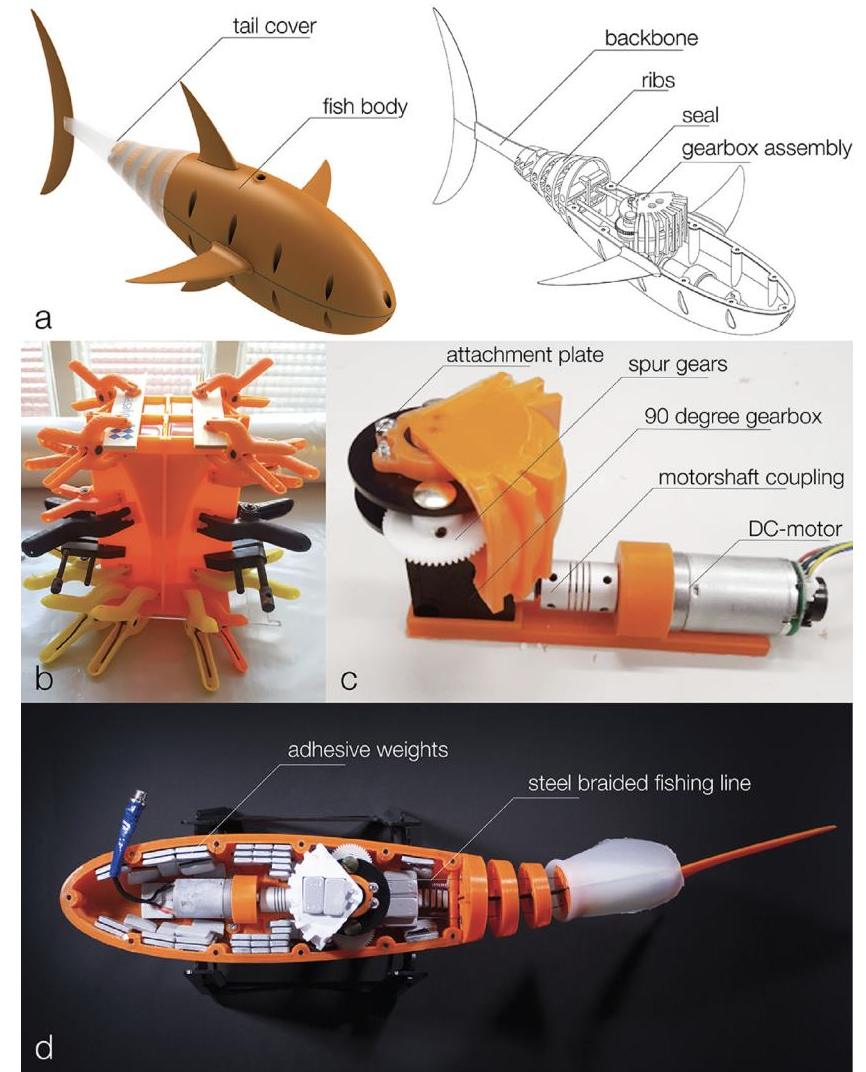 tail cover
fish body
backbone
ribs
seal
gearbox assembly
a
attachment plate
spur gears
90 degree gearbox
motorshaft coupling
DC-motor
b
c
adhesive weights
steel braided fishing line
d